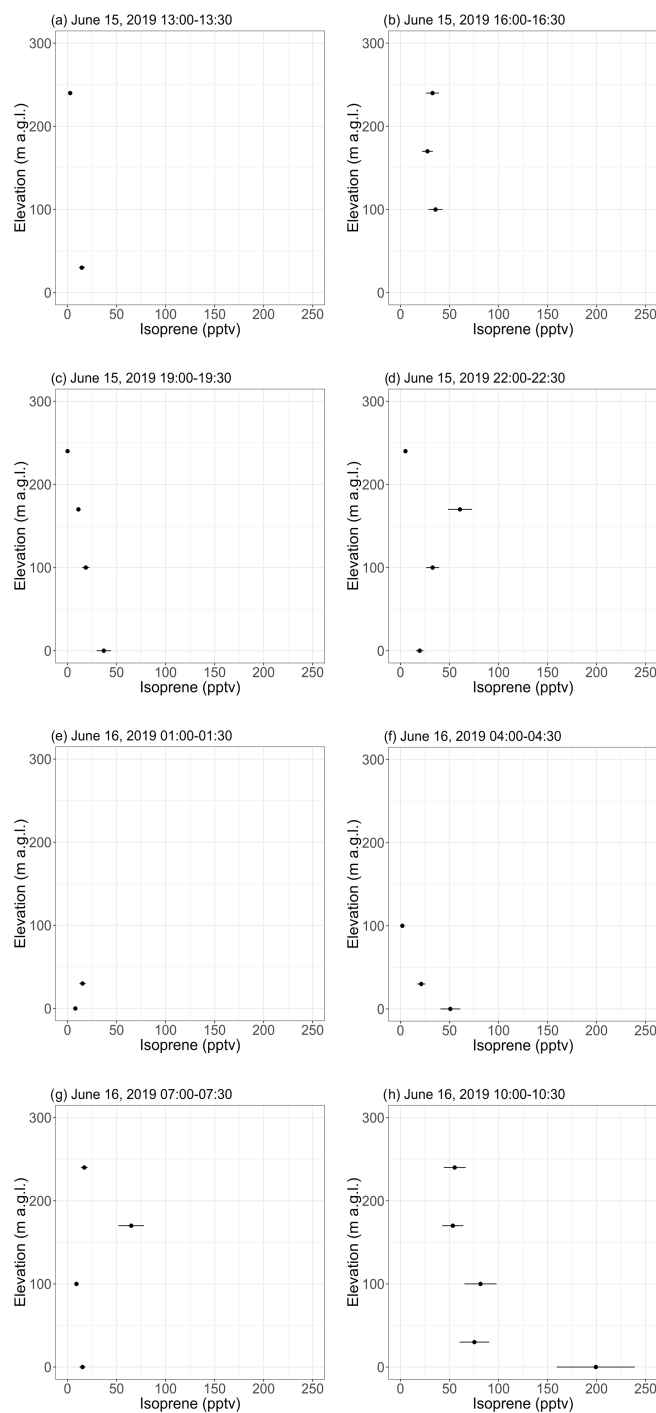 (a) June 15, 2019 13:00-13:30
(b) June 15, 2019 16:00-16:30
300
200
100
0
Elevation (m a.g.l.)
0 50 100 150 200 250
Isoprene (pptv)
300
200
100
0
Elevation (m a.g.l.)
0 50 100 150 200 250
Isoprene (pptv)
(c) June 15, 2019 19:00-19:30
(d) June 15, 2019 22:00-22:30
300
200
100
0
Elevation (m a.g.l.)
0 50 100 150 200 250
Isoprene (pptv)
300
200
100
0
Elevation (m a.g.l.)
0 50 100 150 200 250
Isoprene (pptv)
(e) June 16, 2019 01:00-01:30
(f) June 16, 2019 04:00-04:30
300
200
100
0
Elevation (m a.g.l.)
0 50 100 150 200 250
Isoprene (pptv)
300
200
100
0
Elevation (m a.g.l.)
0 50 100 150 200 250
Isoprene (pptv)
(g) June 16, 2019 07:00-07:30
(h) June 16, 2019 10:00-10:30
300
200
100
0
Elevation (m a.g.l.)
0 50 100 150 200 250
Isoprene (pptv)
300
200
100
0
Elevation (m a.g.l.)
0 50 100 150 200 250
Isoprene (pptv)